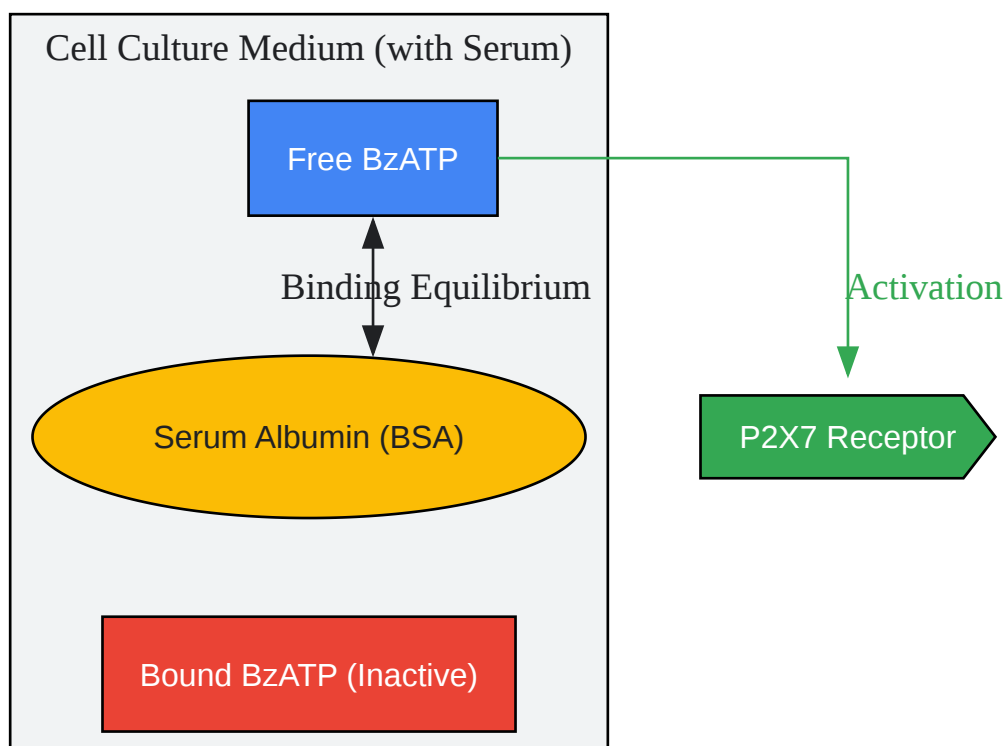 Cell Culture Medium (with Serum)
Free BzATP
Binding Equilibrium
Activation
Serum Albumin (BSA)
P2X7 Receptor
Bound BzATP (Inactive)